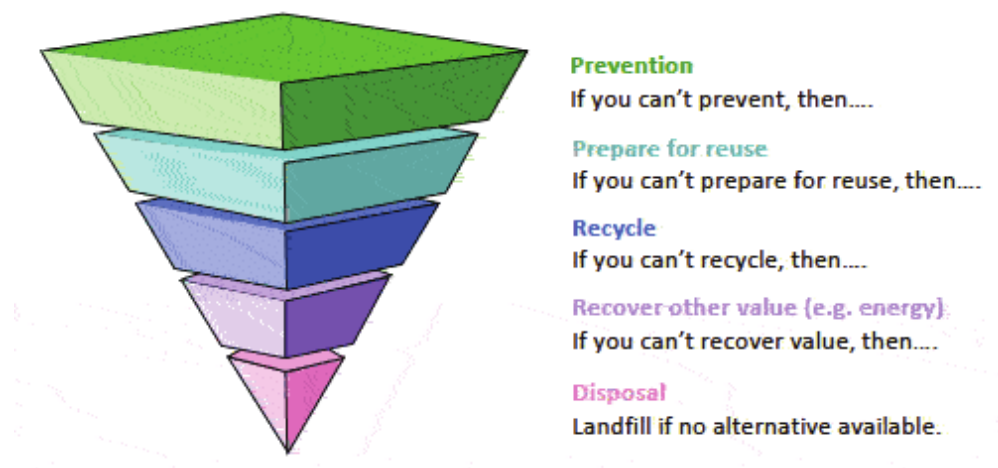 Prevention
If you can't prevent, then....
Prepare for reuse
If you can't prepare for reuse, then....
Recycle
If you can't recycle, then....
Recover other value (e.g. energy)
If you can't recover value, then....
Disposal
Landfill if no alternative available.